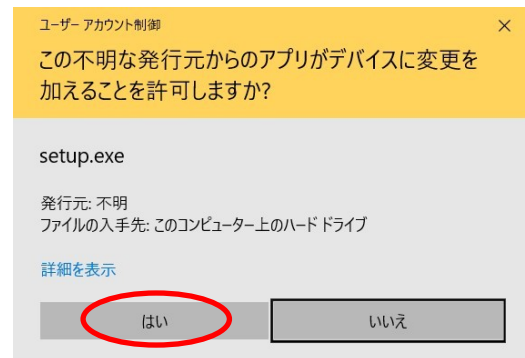 ユーザー アカウント制御
この不明な発行元からのアプリがデバイスに変更を
加えることを許可しますか?
setup.exe
発行元: 不明
ファイルの入手先: このコンピューター上のハード ドライブ
詳細を表示
はい
いいえ